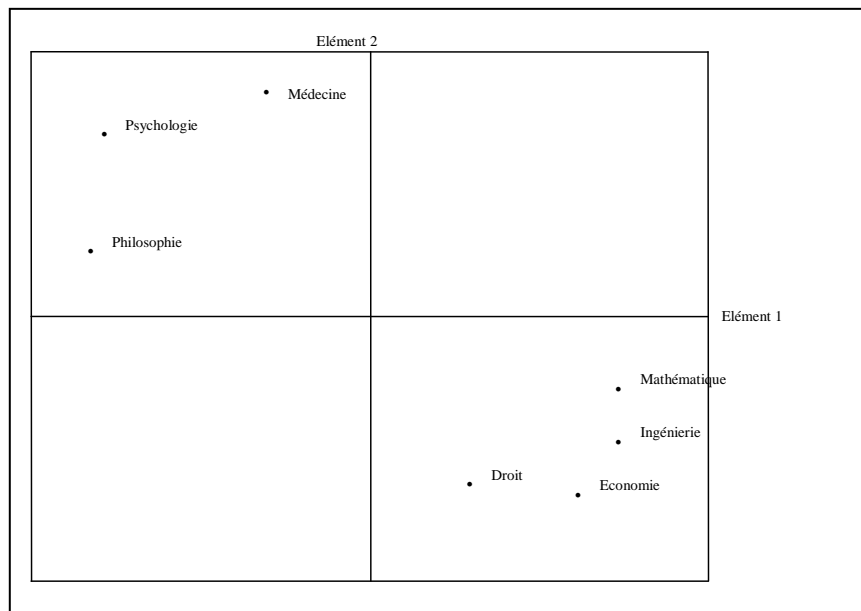 Elément 2
Médecine
Psychologie
Philosophie
Elément 1
Mathématique
Ingénierie
Droit
Economie